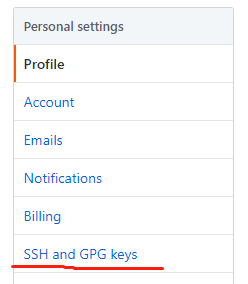 Personal settings
Profile
Account
Emails
Notifications
Billing
SSH and GPG keys